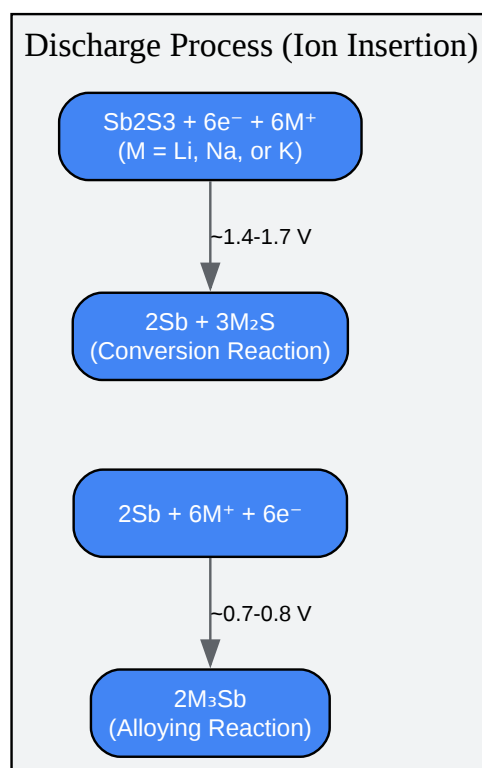 Discharge Process (Ion Insertion)
Sb2S3 + 6e⁻ + 6M⁺
(M = Li, Na, or K)
~1.4-1.7 V
2Sb + 3M₂S
(Conversion Reaction)
2Sb + 6M⁺ + 6e⁻
~0.7-0.8 V
2M₃Sb
(Alloying Reaction)